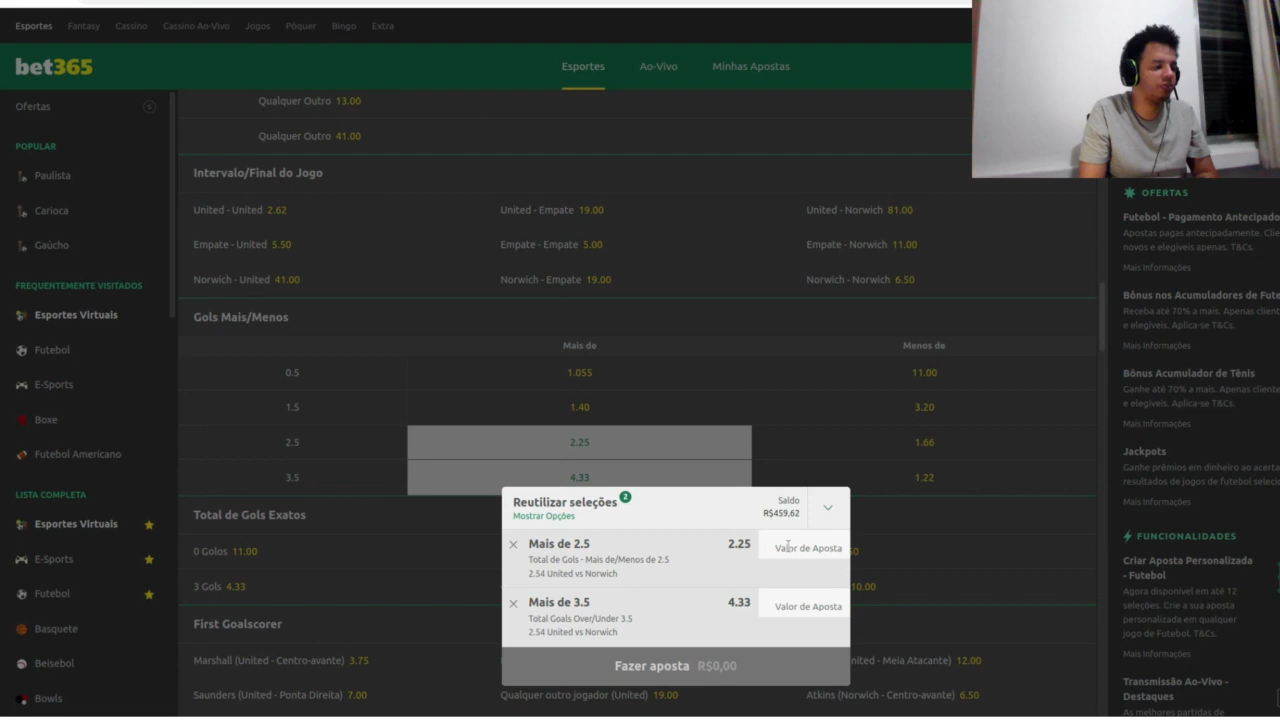 Esportes Fantasy Cassino Cassino Ao-Vivo Jogos Pôquer Bingo Extra
bet365
Esportes Ao-Vivo Minhas Apostas
Ofertas
POPULAR
Paulista
Carioca
Gaúcho
FREQUENTEMENTE VISITADOS
Esportes Virtuais
Futebol
E-Sports
Boxe
Futebol Americano
LISTA COMPLETA
Esportes Virtuais
E-Sports
Futebol
Basquete
Beisebol
Bowls
Qualquer Outro 13.00
Qualquer Outro 41.00
Intervalo/Final do Jogo
United - United 2.62 United - Empate 19.00 United - Norwich 81.00
Empate - United 5.50 Empate - Empate 5.00 Empate - Norwich 11.00
Norwich - United 41.00 Norwich - Empate 19.00 Norwich - Norwich 6.50
Gols Mais/Menos
Mais de Menos de
0.5 1.055 11.00
1.5 1.40 3.20
2.5 2.25 1.66
3.5 4.33 1.22
Total de Gols Exatos
0 Golos 11.00
3 Gols 4.33 10.00
First Goalscorer
Marshall (United - Centro-avante) 3.75 nited - Meia Atacante) 12.00
Saunders (United - Ponta Direita) 7.00 Qualquer outro jogador (United) 19.00 Atkins (Norwich - Centro-avante) 6.50
Reutilizar seleções 2
Mostrar Opções
Saldo
R$459,62
Mais de 2.5 2.25 Valor de Aposta
Total de Gols - Mais de/Menos de 2.5
2.54 United vs Norwich
Mais de 3.5 4.33 Valor de Aposta
Total Goals Over/Under 3.5
2.54 United vs Norwich
Fazer aposta R$0,00
OFERTAS
Futebol - Pagamento Antecipado
Apostas pagas antecipadamente. Clie
novos e elegíveis apenas. T&Cs.
Mais Informações
Bônus nos Acumuladores de Fute
Receba até 70% a mais. Apenas client
e elegíveis. Aplica-se T&Cs.
Mais Informações
Bônus Acumulador de Tênis
Ganhe até 70% a mais. Apenas cliente
e elegíveis. Aplica-se T&Cs.
Mais Informações
Jackpots
Ganhe prêmios em dinheiro ao acerta
resultados de jogos de futebol selecio
Mais Informações
FUNCIONALIDADES
Criar Aposta Personalizada
- Futebol
Agora disponível em até 12
seleções. Crie a sua aposta
personalizada em qualquer
jogo de Futebol. T&Cs.
Mais Informações
Transmissão Ao-Vivo -
Destaques
As melhores partidas de